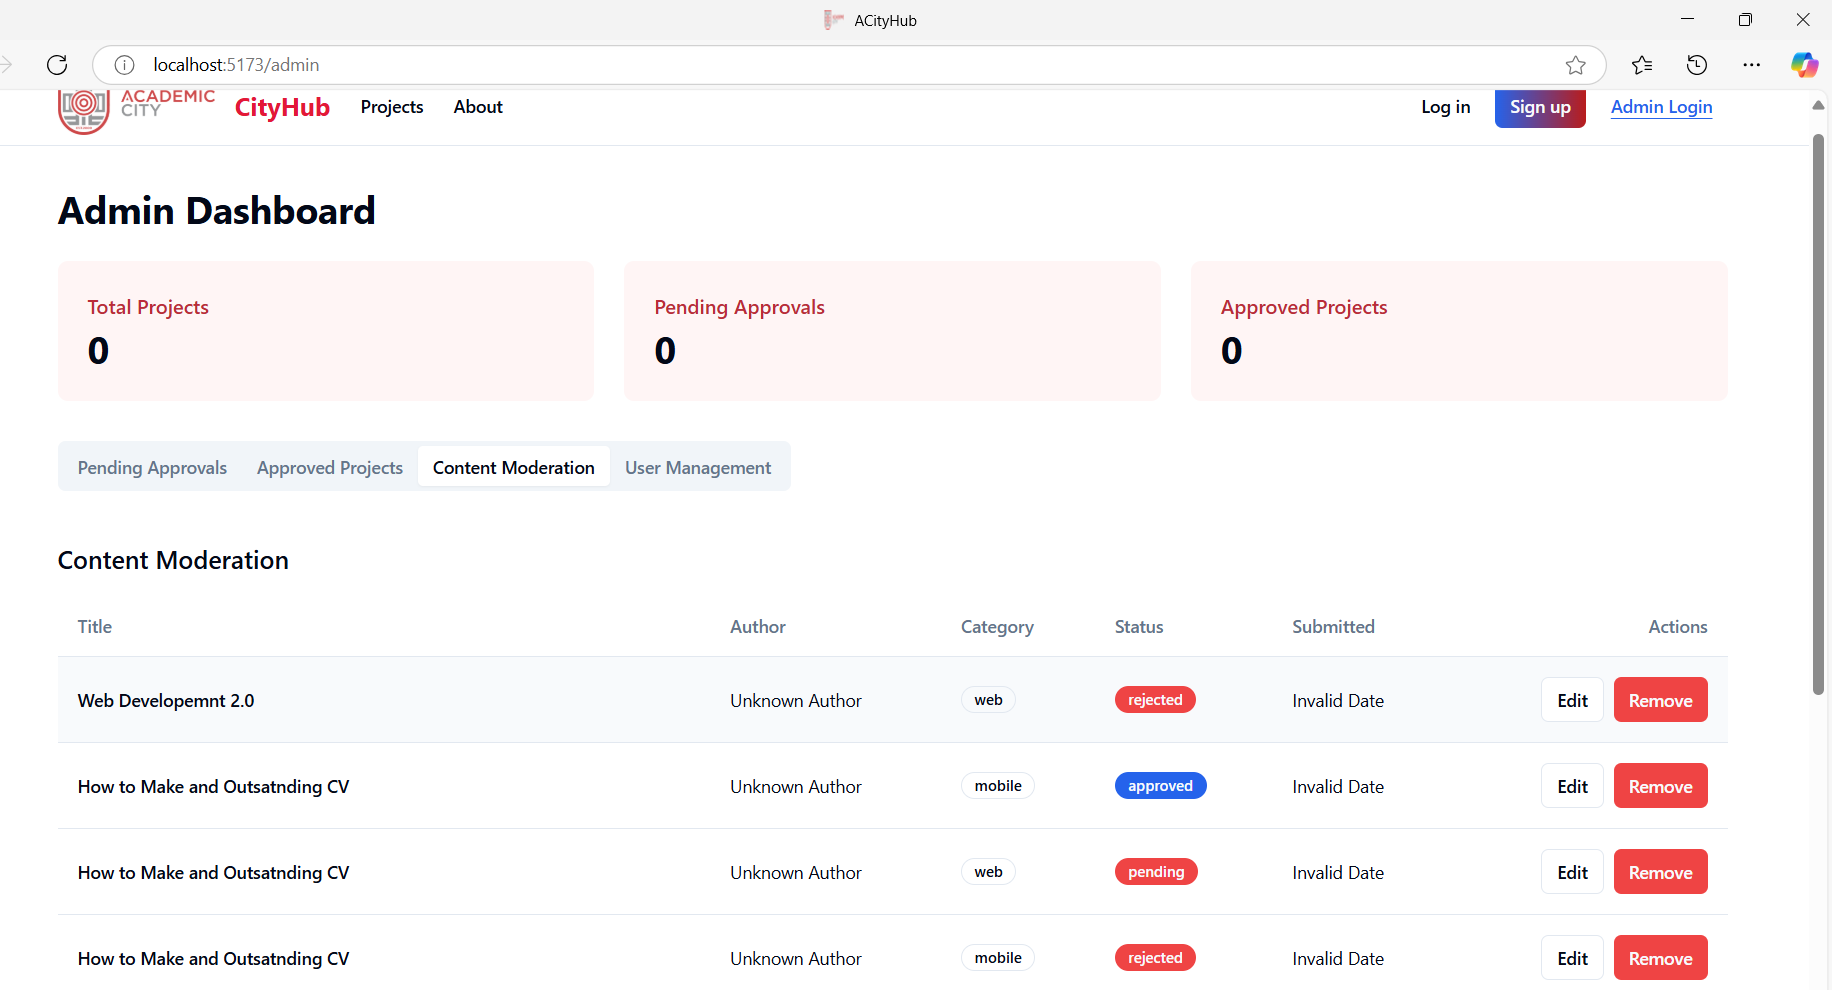 ACityHub
localhost:5173/admin
ACADEMIC
CITY
CityHub Projects About Log in Sign up Admin Login
Admin Dashboard
Total Projects
0
Pending Approvals
0
Approved Projects
0
Pending Approvals Approved Projects Content Moderation User Management
Content Moderation
Title Author Category Status Submitted Actions
Web Developemnt 2.0 Unknown Author web rejected Invalid Date Edit Remove
How to Make and Outsatnding CV Unknown Author mobile approved Invalid Date Edit Remove
How to Make and Outsatnding CV Unknown Author web pending Invalid Date Edit Remove
How to Make and Outsatnding CV Unknown Author mobile rejected Invalid Date Edit Remove